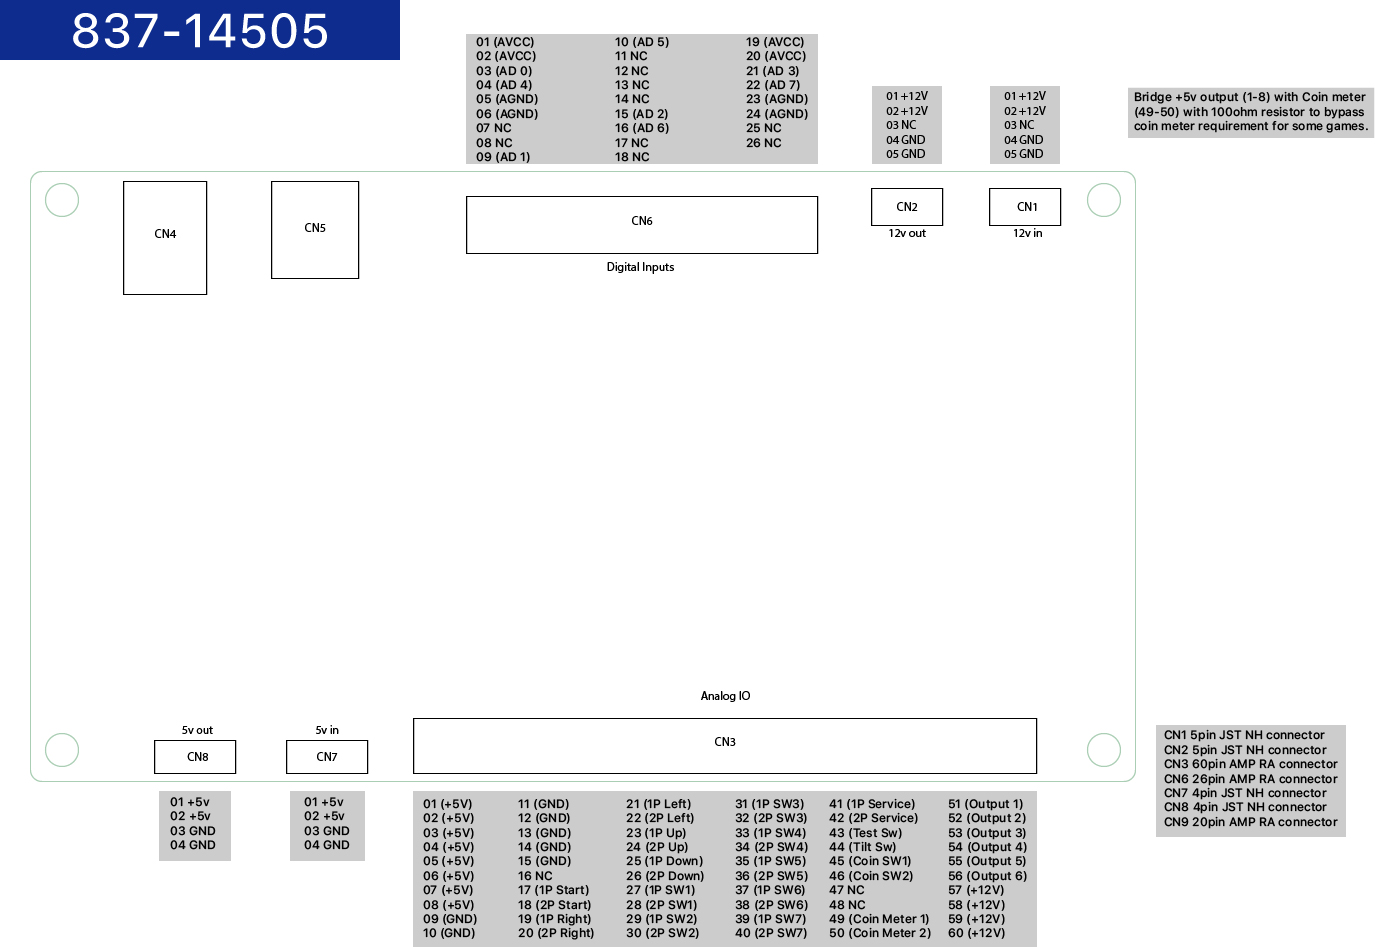 837-14505
01 (AVCC)
02 (AVCC)
03 (AD 0)
04 (AD 4)
05 (AGND)
06 (AGND)
07 NC
08 NC
09 (AD 1)
10 (AD 5)
11 NC
12 NC
13 NC
14 NC
15 (AD 2)
16 (AD 6)
17 NC
18 NC
19 (AVCC)
20 (AVCC)
21 (AD 3)
22 (AD 7)
23 (AGND)
24 (AGND)
25 NC
26 NC
01 +12V
02 +12V
03 NC
04 GND
05 GND
01 +12V
02 +12V
03 NC
04 GND
05 GND
Bridge +5v output (1-8) with Coin meter
(49-50) with 100ohm resistor to bypass
coin meter requirement for some games.
CN4
CN5
CN6
Digital Inputs
CN2
12v out
CN1
12v in
Analog IO
5v out
CN8
5v in
CN7
CN3
CN1 5pin JST NH connector
CN2 5pin JST NH connector
CN3 60pin AMP RA connector
CN6 26pin AMP RA connector
CN7 4pin JST NH connector
CN8 4pin JST NH connector
CN9 20pin AMP RA connector
01 +5v
02 +5v
03 GND
04 GND
01 +5v
02 +5v
03 GND
04 GND
01 (+5V)
02 (+5V)
03 (+5V)
04 (+5V)
05 (+5V)
06 (+5V)
07 (+5V)
08 (+5V)
09 (GND)
10 (GND)
11 (GND)
12 (GND)
13 (GND)
14 (GND)
15 (GND)
16 NC
17 (1P Start)
18 (2P Start)
19 (1P Right)
20 (2P Right)
21 (1P Left)
22 (2P Left)
23 (1P Up)
24 (2P Up)
25 (1P Down)
26 (2P Down)
27 (1P SW1)
28 (2P SW1)
29 (1P SW2)
30 (2P SW2)
31 (1P SW3)
32 (2P SW3)
33 (1P SW4)
34 (2P SW4)
35 (1P SW5)
36 (2P SW5)
37 (1P SW6)
38 (2P SW6)
39 (1P SW7)
40 (2P SW7)
41 (1P Service)
42 (2P Service)
43 (Test Sw)
44 (Tilt Sw)
45 (Coin SW1)
46 (Coin SW2)
47 NC
48 NC
49 (Coin Meter 1)
50 (Coin Meter 2)
51 (Output 1)
52 (Output 2)
53 (Output 3)
54 (Output 4)
55 (Output 5)
56 (Output 6)
57 (+12V)
58 (+12V)
59 (+12V)
60 (+12V)